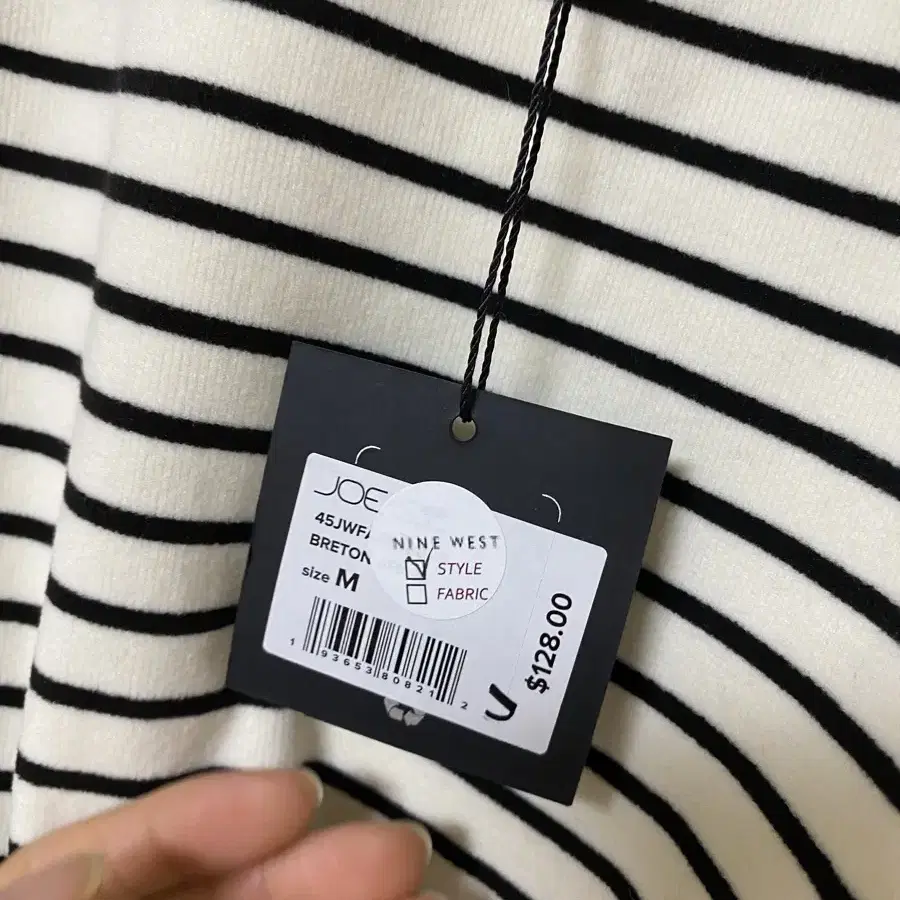 JOE
NINE WEST
STYLE
FABRIC
45JWFA
BRETON
size M
$128.00
1 93653 80821 2